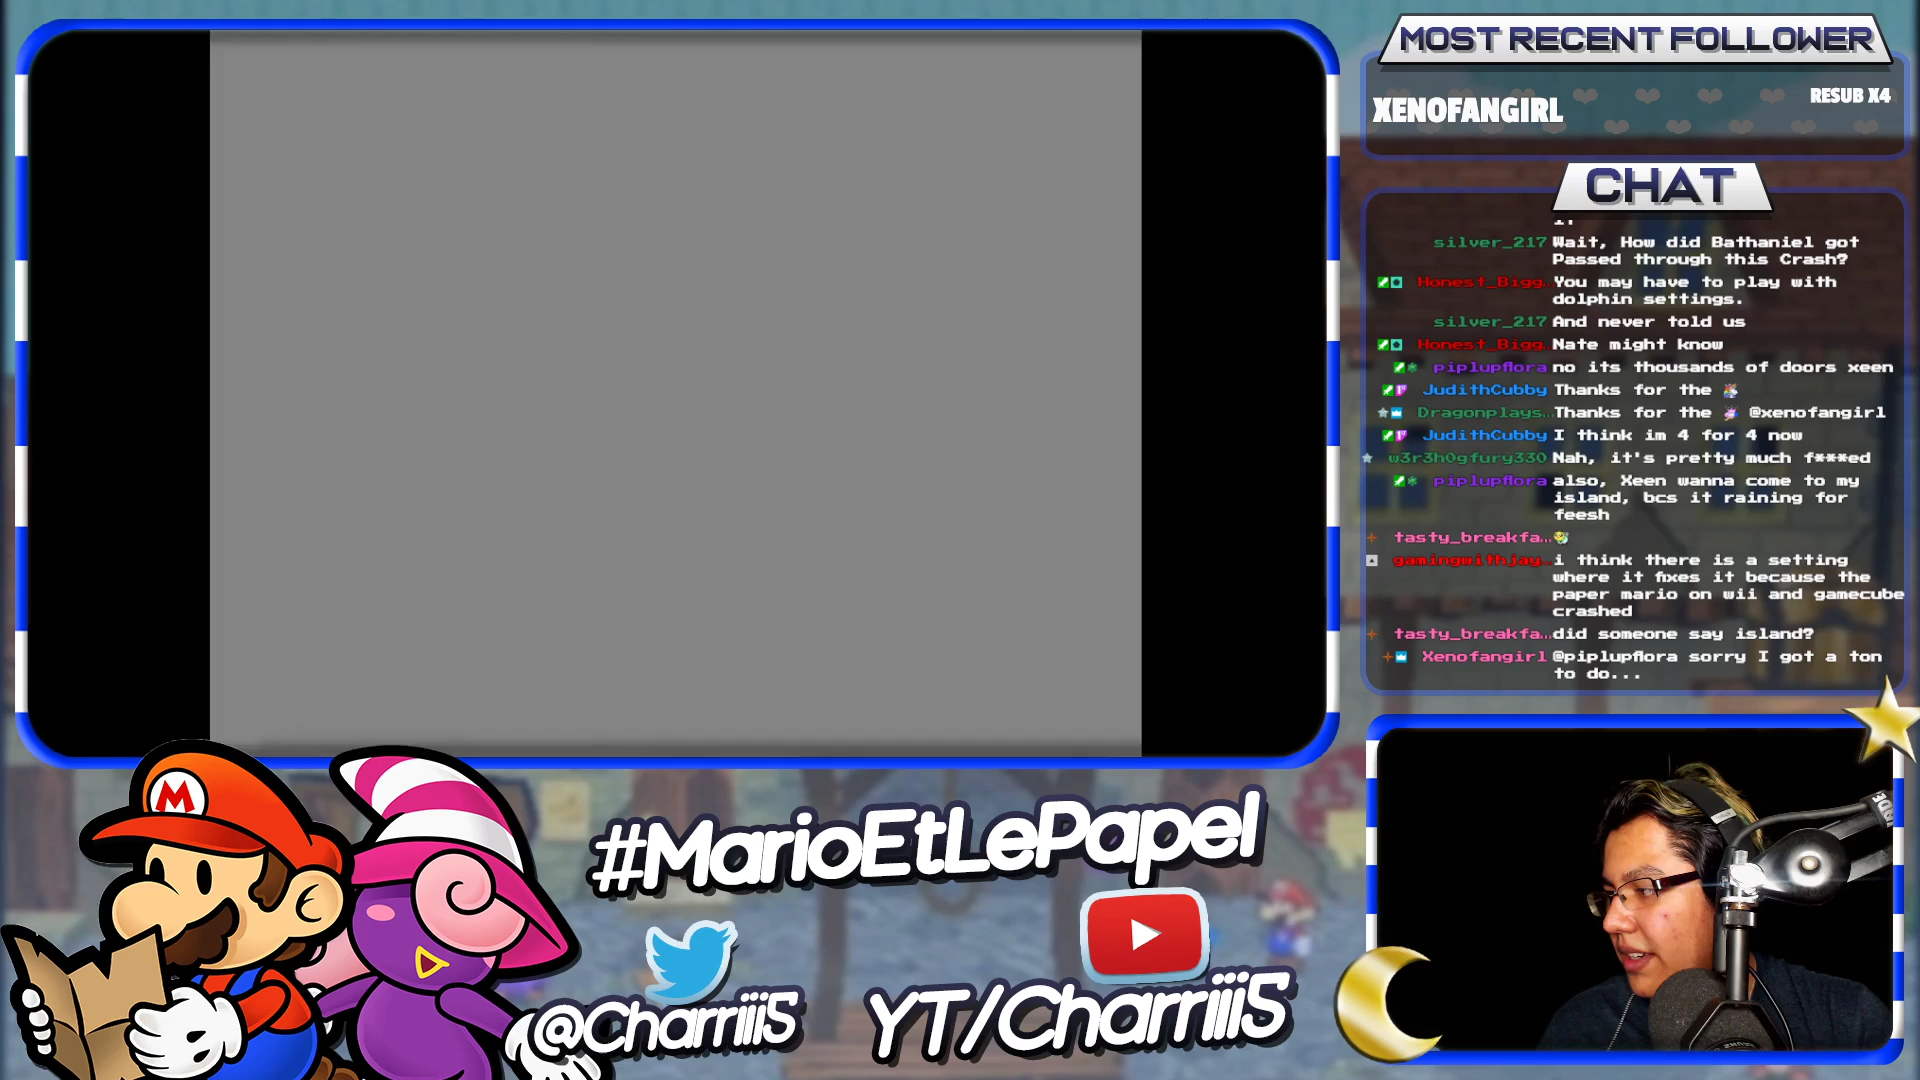 MOST RECENT FOLLOWER
XENOFANGIRL
RESUB X4
CHAT
silver_217 Wait, How did Bathaniel got
Passed through this Crash?
Honest_Bigg… You may have to play with
dolphin settings.
silver_217 And never told us
Honest_Bigg… Nate might know
piplupflora no its thousands of doors xeen
JudithCubby Thanks for the
Dragonplays… Thanks for the @xenofangirl
JudithCubby I think im 4 for 4 now
w3r3h0gfury330 Nah, it's pretty much f***ed
piplupflora also, Xeen wanna come to my
island, bcs it raining for
feesh
tasty_breakfa…
gamingwithjay… i think there is a setting
where it fixes it because the
paper mario on wii and gamecube
crashed
tasty_breakfa… did someone say island?
Xenofangirl @piplupflora sorry I got a ton
to do...
M
#MarioEtLePapel
@Charriii5
YT/Charriii5